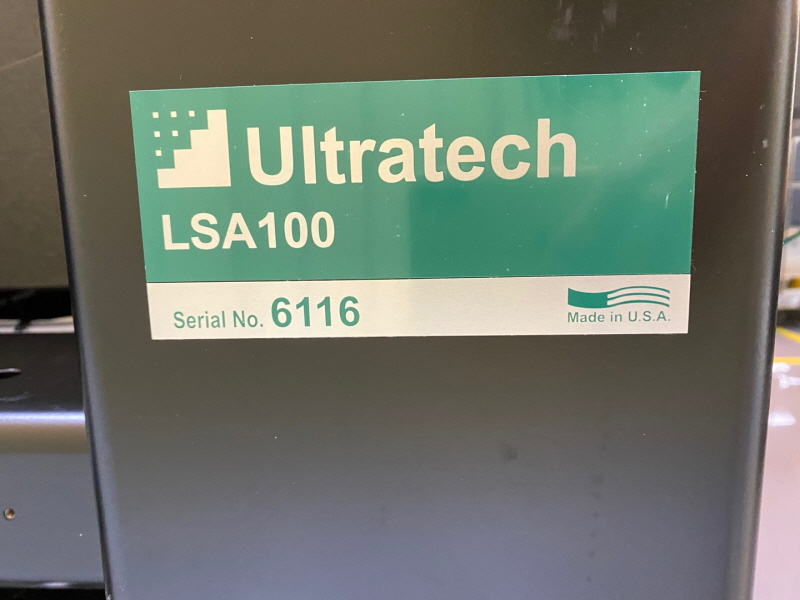 Ultratech
LSA100
Serial No. 6116
Made in U.S.A.